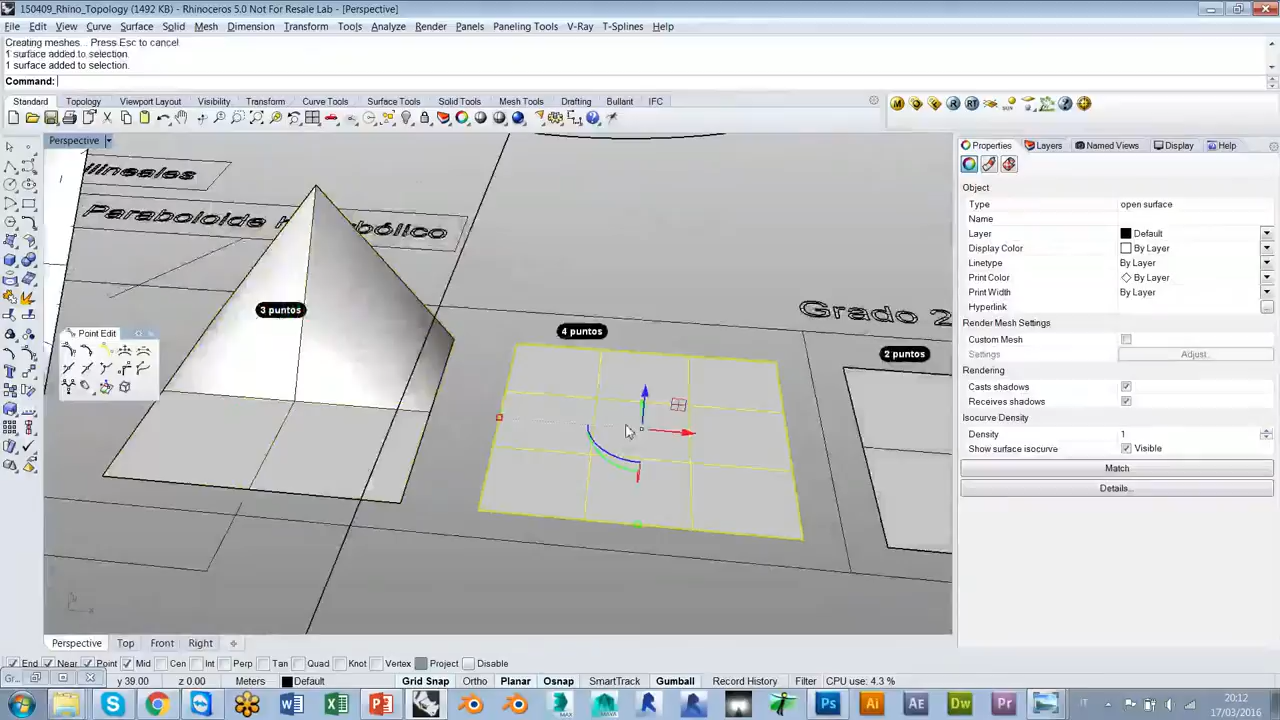 150409_Rhino_Topology (1492 KB) - Rhinoceros 5.0 Not For Resale Lab - [Perspective]
File Edit View Curve Surface Solid Mesh Dimension Transform Tools Analyze Render Panels Paneling Tools V-Ray T-Splines Help
Creating meshes... Press Esc to cancel
1 surface added to selection.
1 surface added to selection.
Command:
Standard Topology Viewport Layout Visibility Transform Curve Tools Surface Tools Solid Tools Mesh Tools Drafting Bullant IFC
Perspective
Properties Layers Named Views Display Help
Object
Type open surface
Name
Layer Default
Display Color By Layer
Linetype By Layer
Print Color By Layer
Print Width By Layer
Hyperlink
Render Mesh Settings
Custom Mesh
Settings Adjust...
Rendering
Casts shadows
Receives shadows
Isocurve Density
Density 1
Show surface isocurve Visible
Match
Details...
3 puntos
4 puntos
Grado 2
2 puntos
Point Edit
Perspective Top Front Right
End Near Point Mid Cen Int Perp Tan Quad Knot Vertex Project Disable
Gr...
y 39.00 z 0.00 Meters Default Grid Snap Ortho Planar Osnap SmartTrack Gumball Record History Filter CPU use: 4.3 %
IT 20:12
17/03/2016